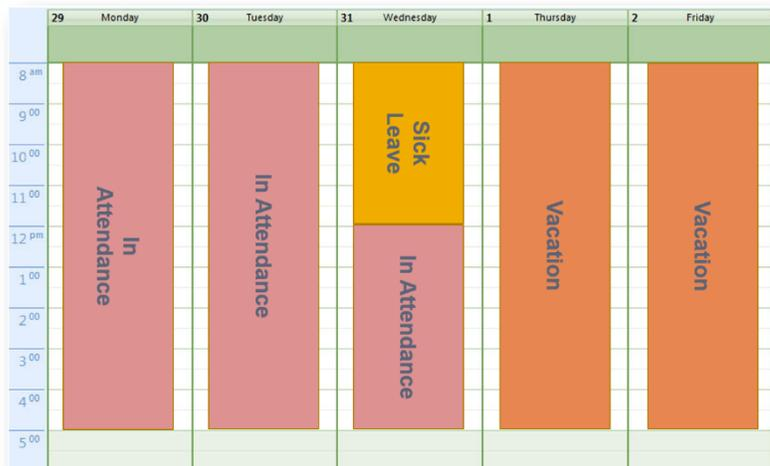 29 Monday
30 Tuesday
31 Wednesday
1 Thursday
2 Friday
8 am
9 00
10 00
11 00
12 pm
1 00
2 00
3 00
4 00
5 00
In
Attendance
In Attendance
Sick
Leave
In Attendance
Vacation
Vacation